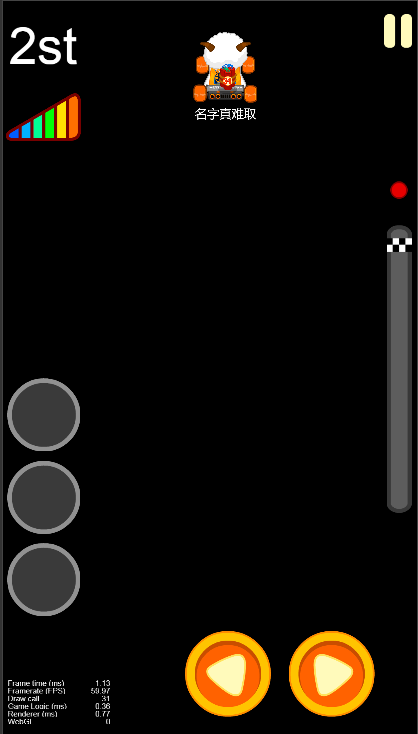 2st
名字真难取
Frame time (ms) 1.13
Framerate (FPS) 59.97
Draw call 31
Game Logic (ms) 0.36
Renderer (ms) 0.77
WebGL 0